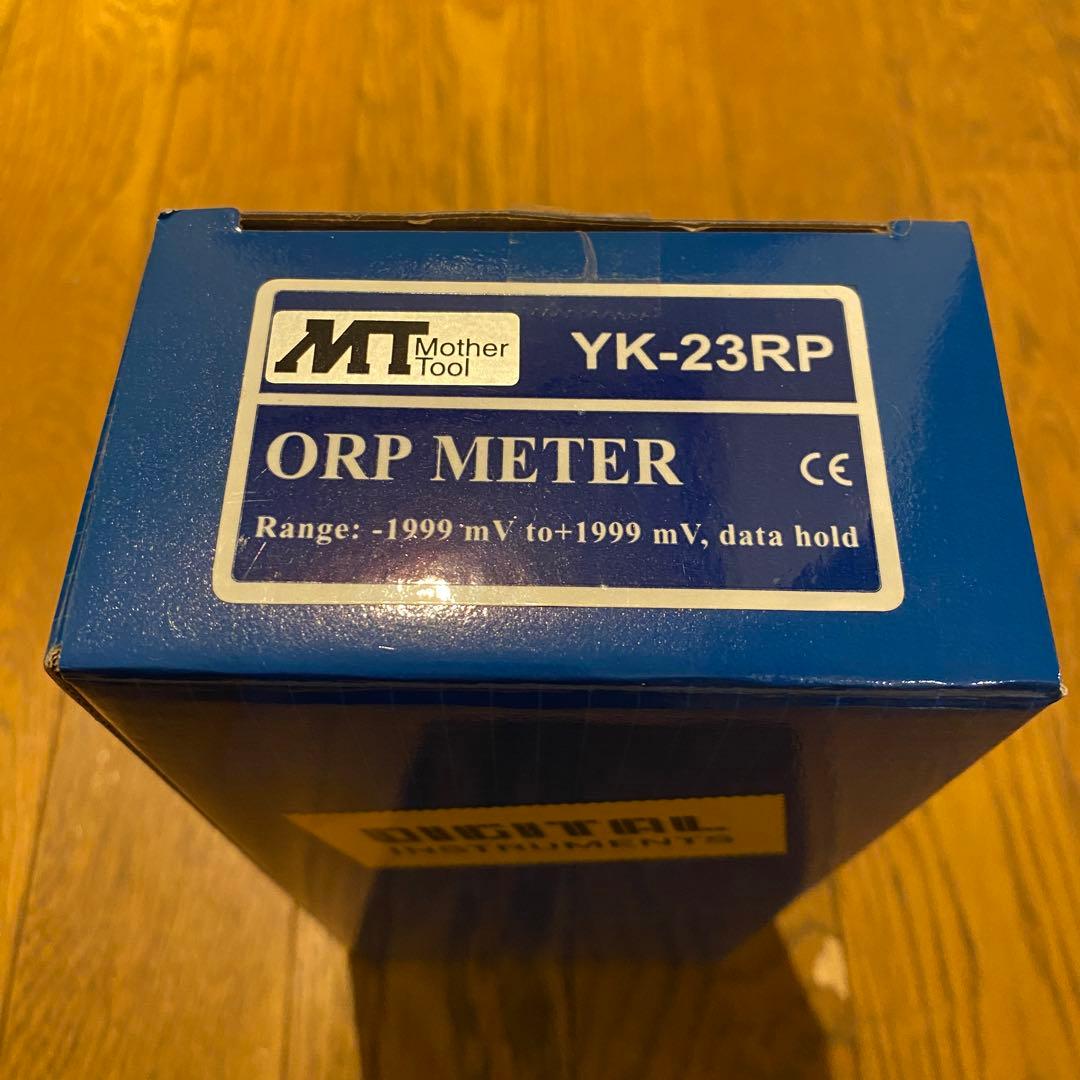 MT Mother Tool
YK-23RP
ORP METER CE
Range: -1999 mV to+1999 mV, data hold
DIGITAL
INSTRUMENTS